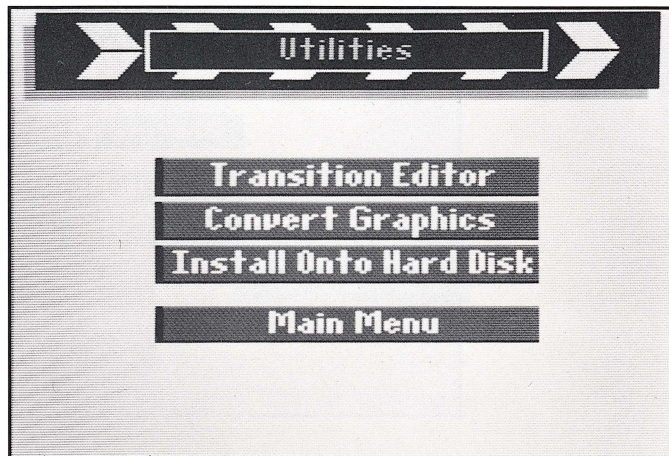 Utilities
Transition Editor
Convert Graphics
Install Onto Hard Disk
Main Menu